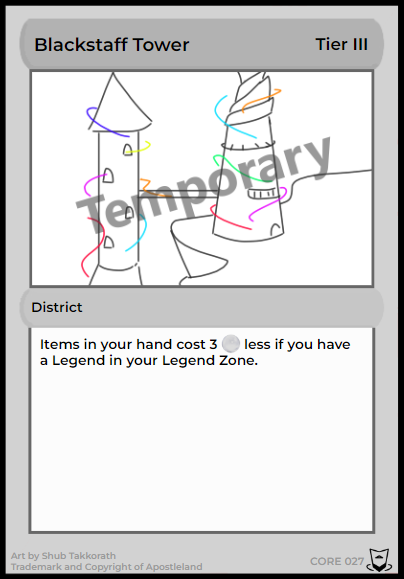 Blackstaff Tower Tier III
Temporary
District
Items in your hand cost 3 less if you have
a Legend in your Legend Zone.
Art by Shub Takkorath
Trademark and Copyright of Apostleland
CORE 027